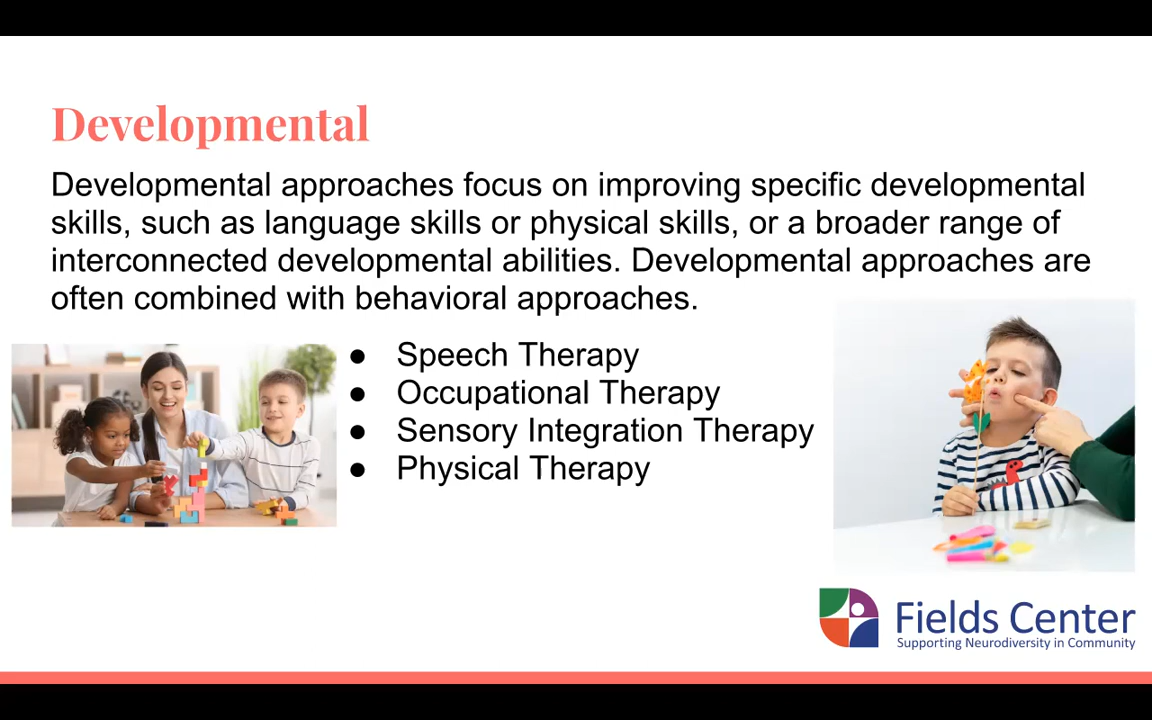 Developmental
Developmental approaches focus on improving specific developmental
skills, such as language skills or physical skills, or a broader range of
interconnected developmental abilities. Developmental approaches are
often combined with behavioral approaches.
● Speech Therapy
● Occupational Therapy
● Sensory Integration Therapy
● Physical Therapy
Fields Center
Supporting Neurodiversity in Community